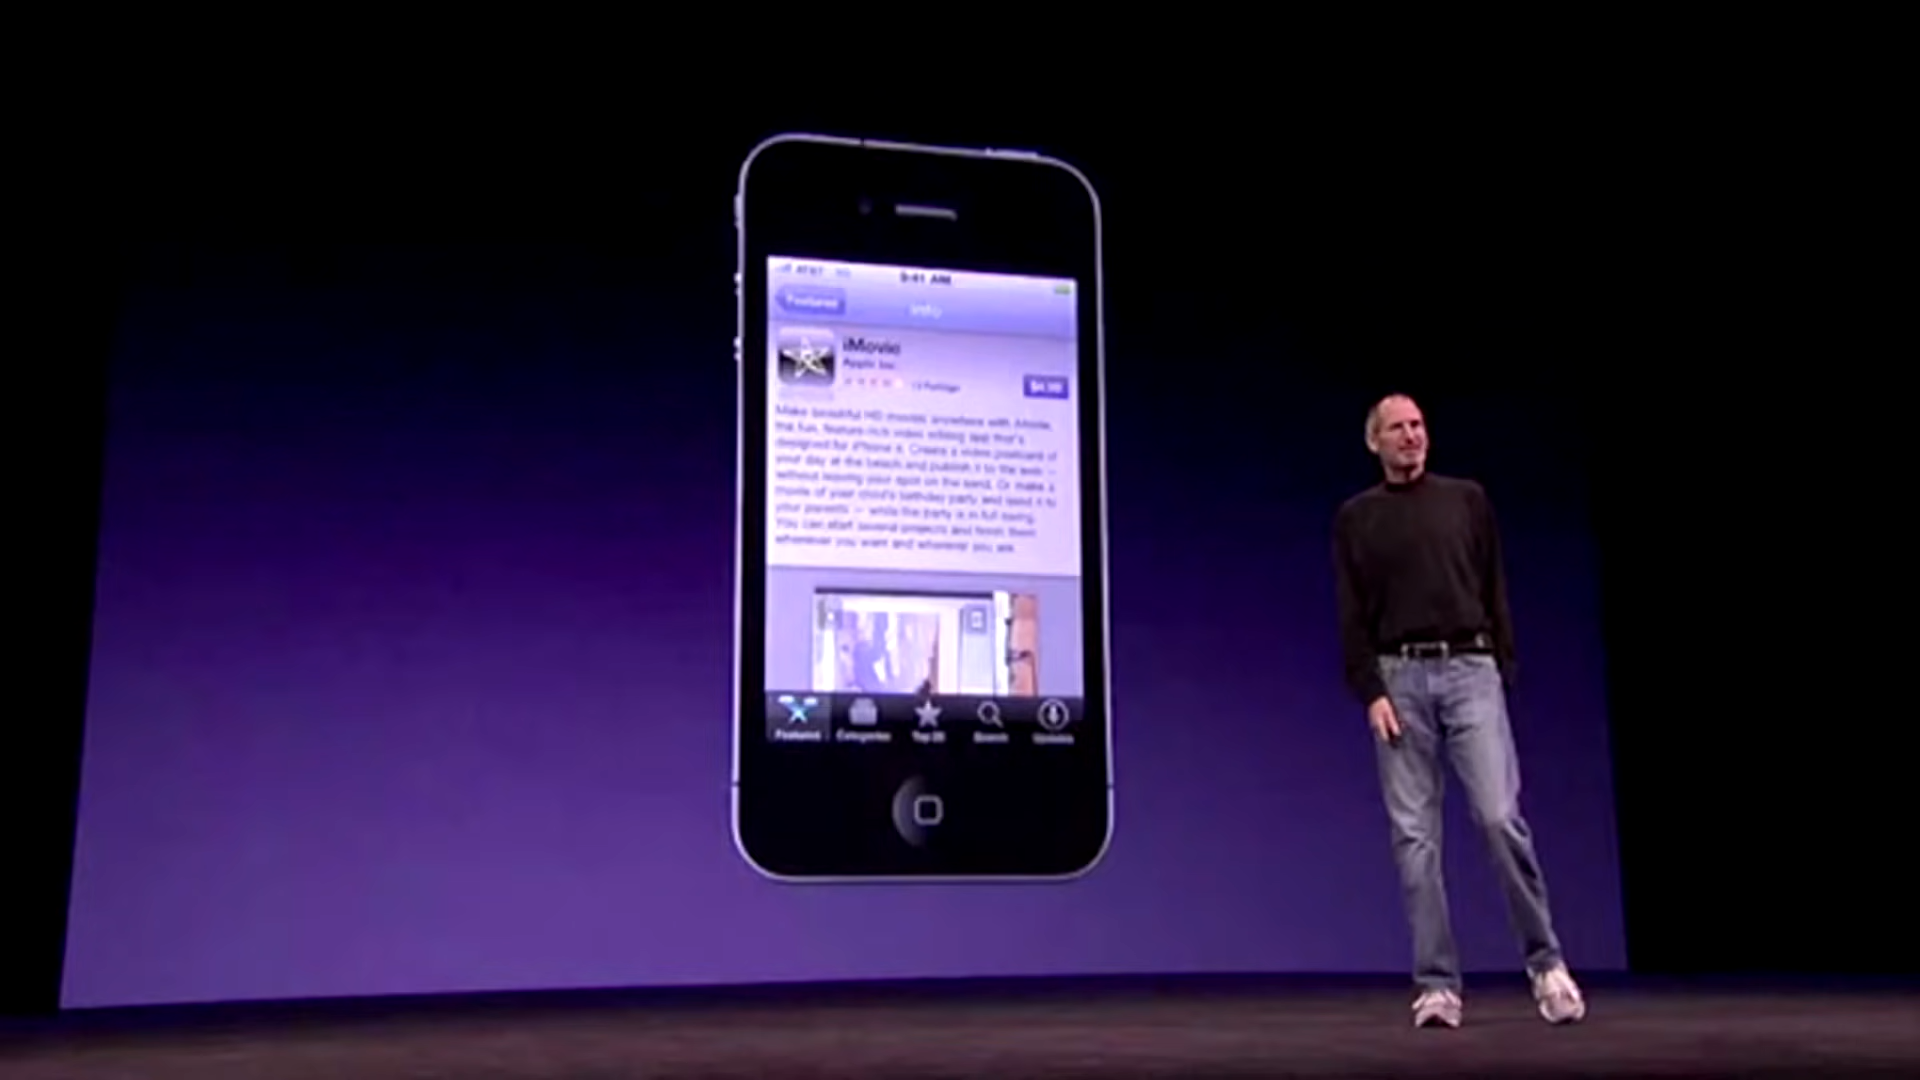 AT&T 3G 9:41 AM
Featured Info
iMovie
Apple Inc.
13 Ratings $4.99
Make beautiful HD movies anywhere with iMovie,
the fun, feature-rich video editing app that's
designed for iPhone 4. Create a video postcard of
your day at the beach and publish it to the web —
without leaving your spot on the sand. Or make a
movie of your child's birthday party and send it to
your parents — while the party is in full swing.
You can start several projects and finish them
whenever you want and wherever you are.
Featured Categories Top 25 Search Updates